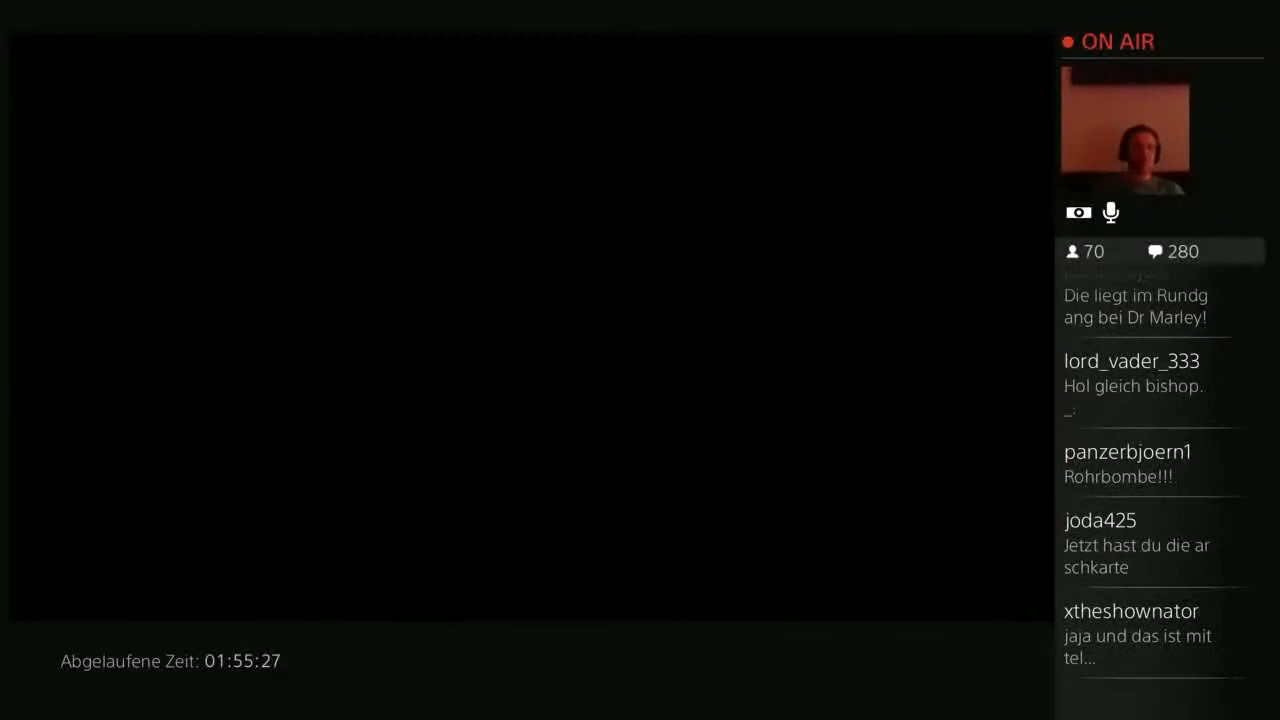 ON AIR
70 280
Die liegt im Rundg
ang bei Dr Marley!
lord_vader_333
Hol gleich bishop.
_:
panzerbjoern1
Rohrbombe!!!
joda425
Jetzt hast du die ar
schkarte
xtheshownator
jaja und das ist mit
tel...
Abgelaufene Zeit: 01:55:27